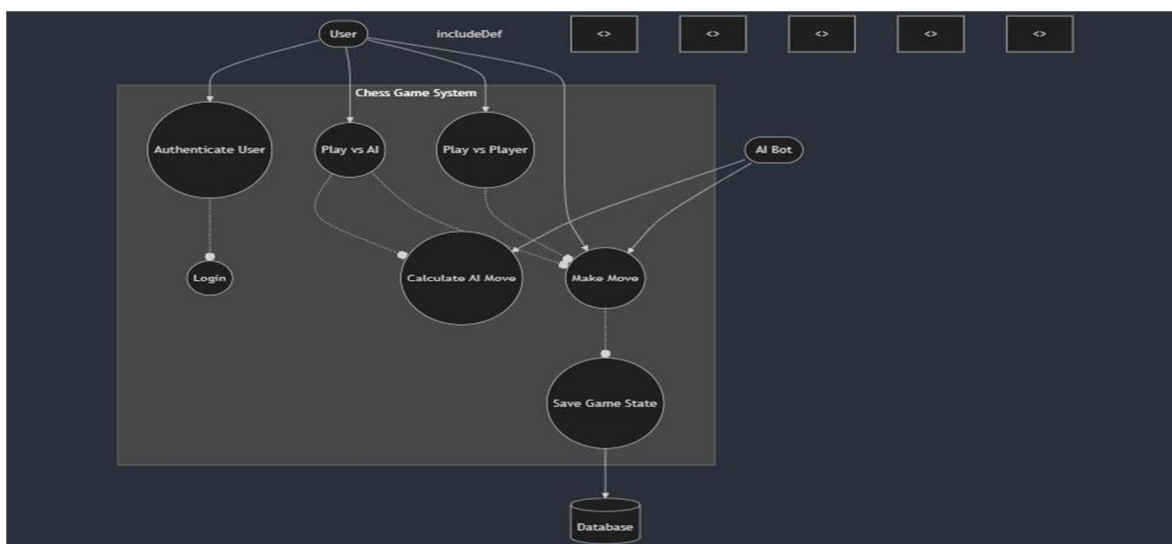 User
includeDef
<>
<>
<>
<>
<>
Chess Game System
Authenticate User
Play vs AI
Play vs Player
AI Bot
Login
Calculate AI Move
Make Move
Save Game State
Database